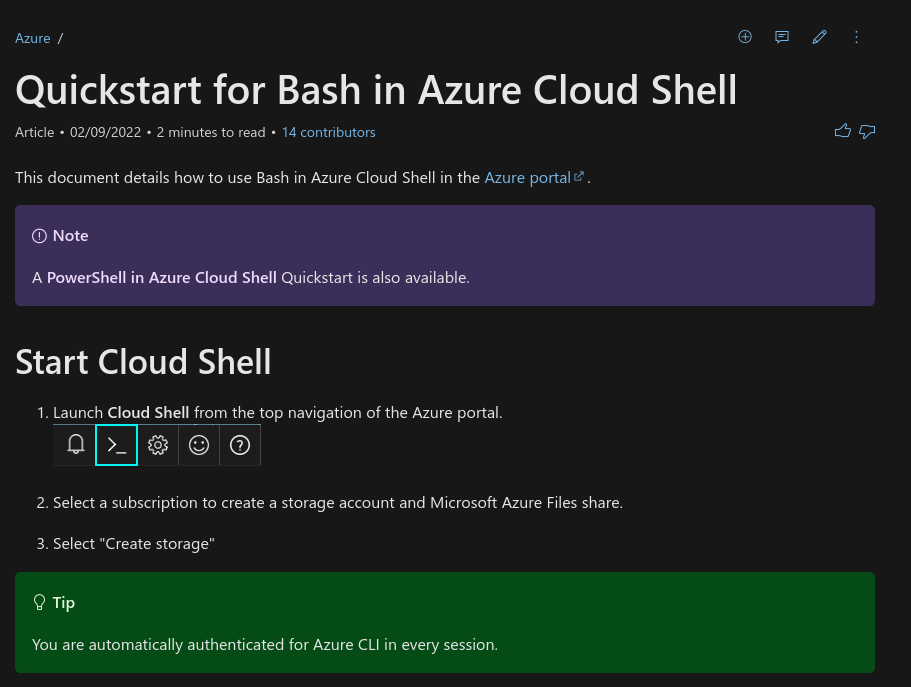 Azure /
Quickstart for Bash in Azure Cloud Shell
Article • 02/09/2022 • 2 minutes to read • 14 contributors
This document details how to use Bash in Azure Cloud Shell in the Azure portal .
Note
A PowerShell in Azure Cloud Shell Quickstart is also available.
Start Cloud Shell
1. Launch Cloud Shell from the top navigation of the Azure portal.
2. Select a subscription to create a storage account and Microsoft Azure Files share.
3. Select "Create storage"
Tip
You are automatically authenticated for Azure CLI in every session.